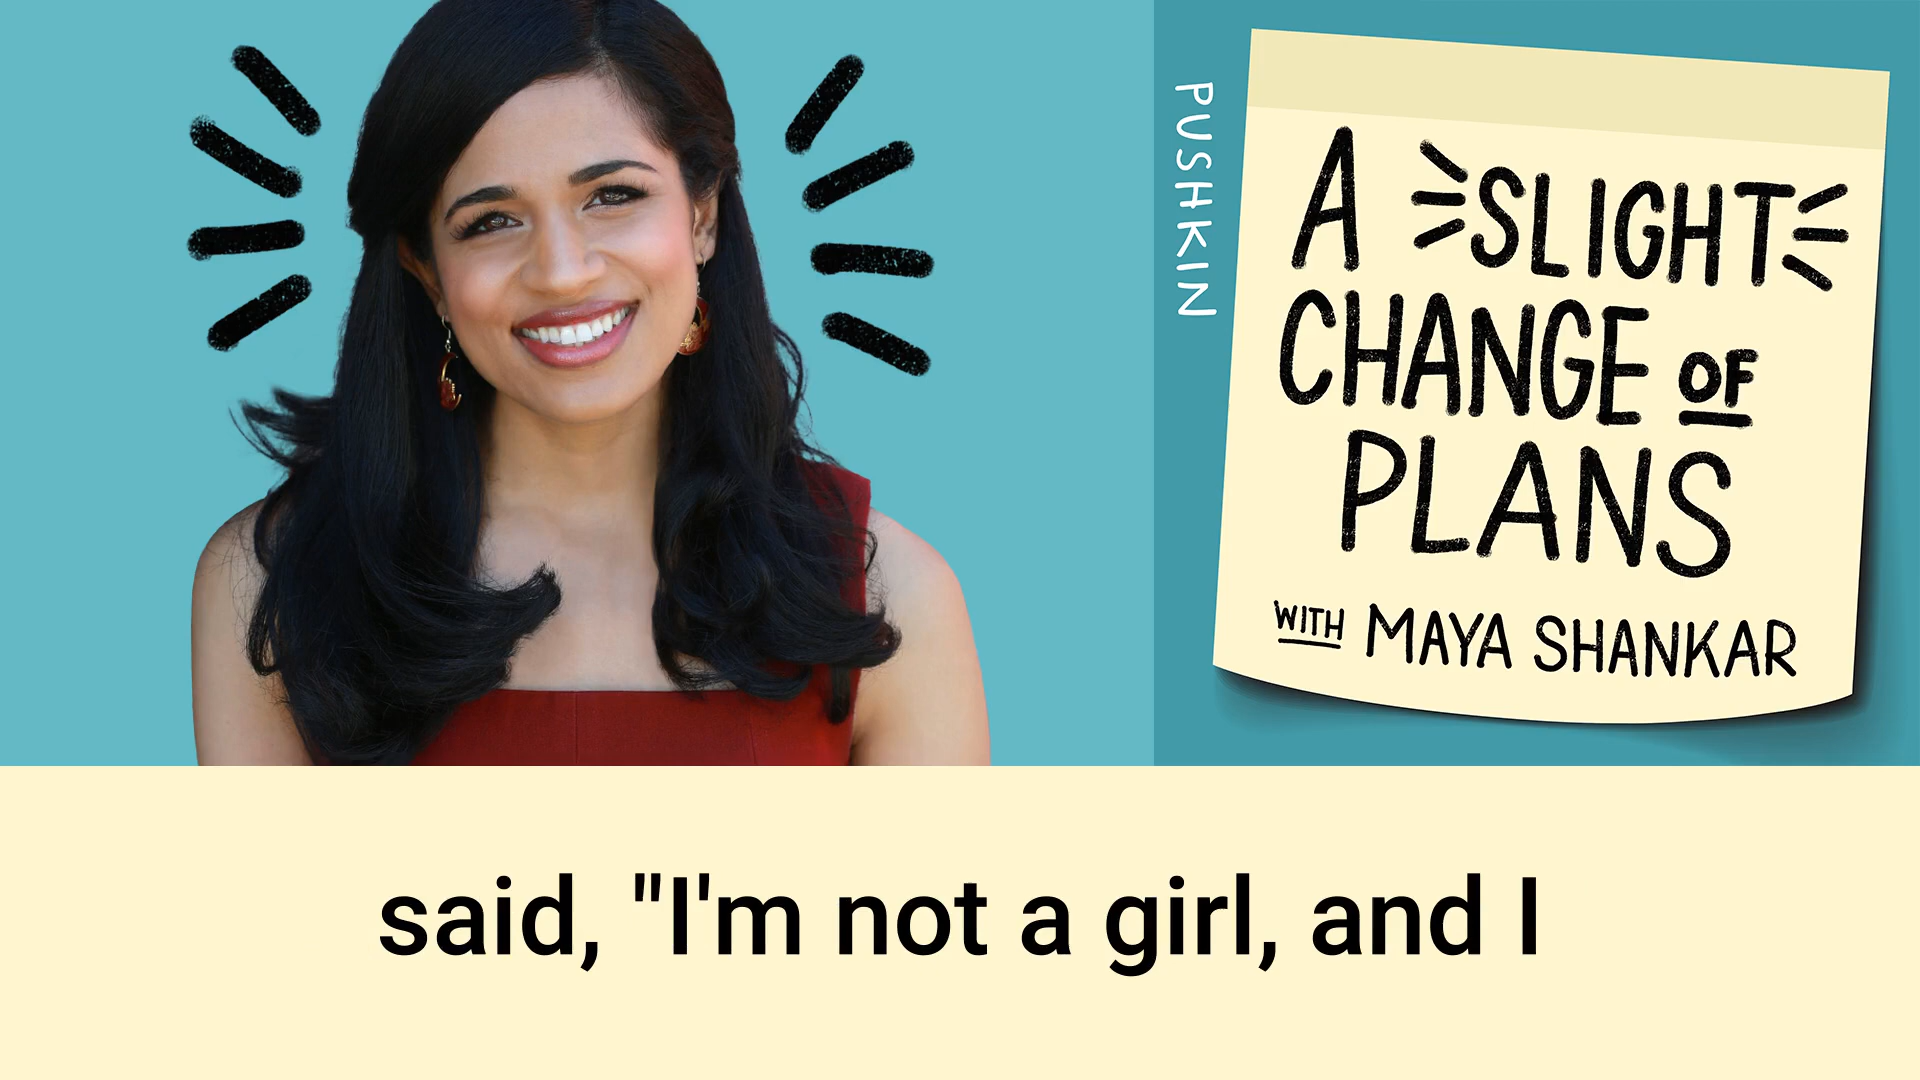 PUSHKIN
A SLIGHT
CHANGE OF
PLANS
WITH MAYA SHANKAR
said, "I'm not a girl, and I